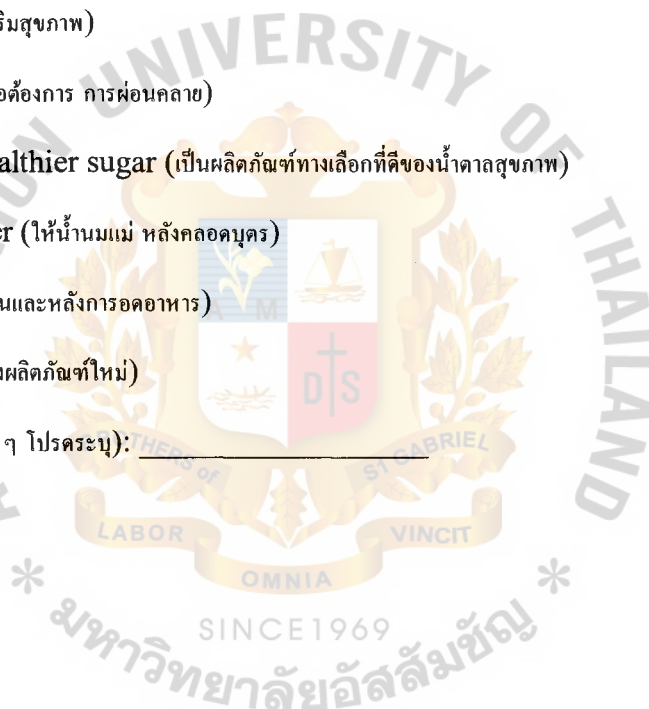 ริมสุขภาพ)
อต้องการ การผ่อนคลาย)
althier sugar (เป็นผลิตภัณฑ์ทางเลือกที่ดีของน้ำตาลสุขภาพ)
er (ให้น้ำนมแม่ หลังคลอดบุตร)
นและหลังการอดอาหาร)
งผลิตภัณฑ์ใหม่)
ๆ โปรดระบุ):
UNIVERSITY OF THAILAND
A M
D S
BROTHERS of ST GABRIEL
LABOR VINCIT
OMNIA
* SINCE1969 *
มหาวิทยาลัยอัสสัมชัญ